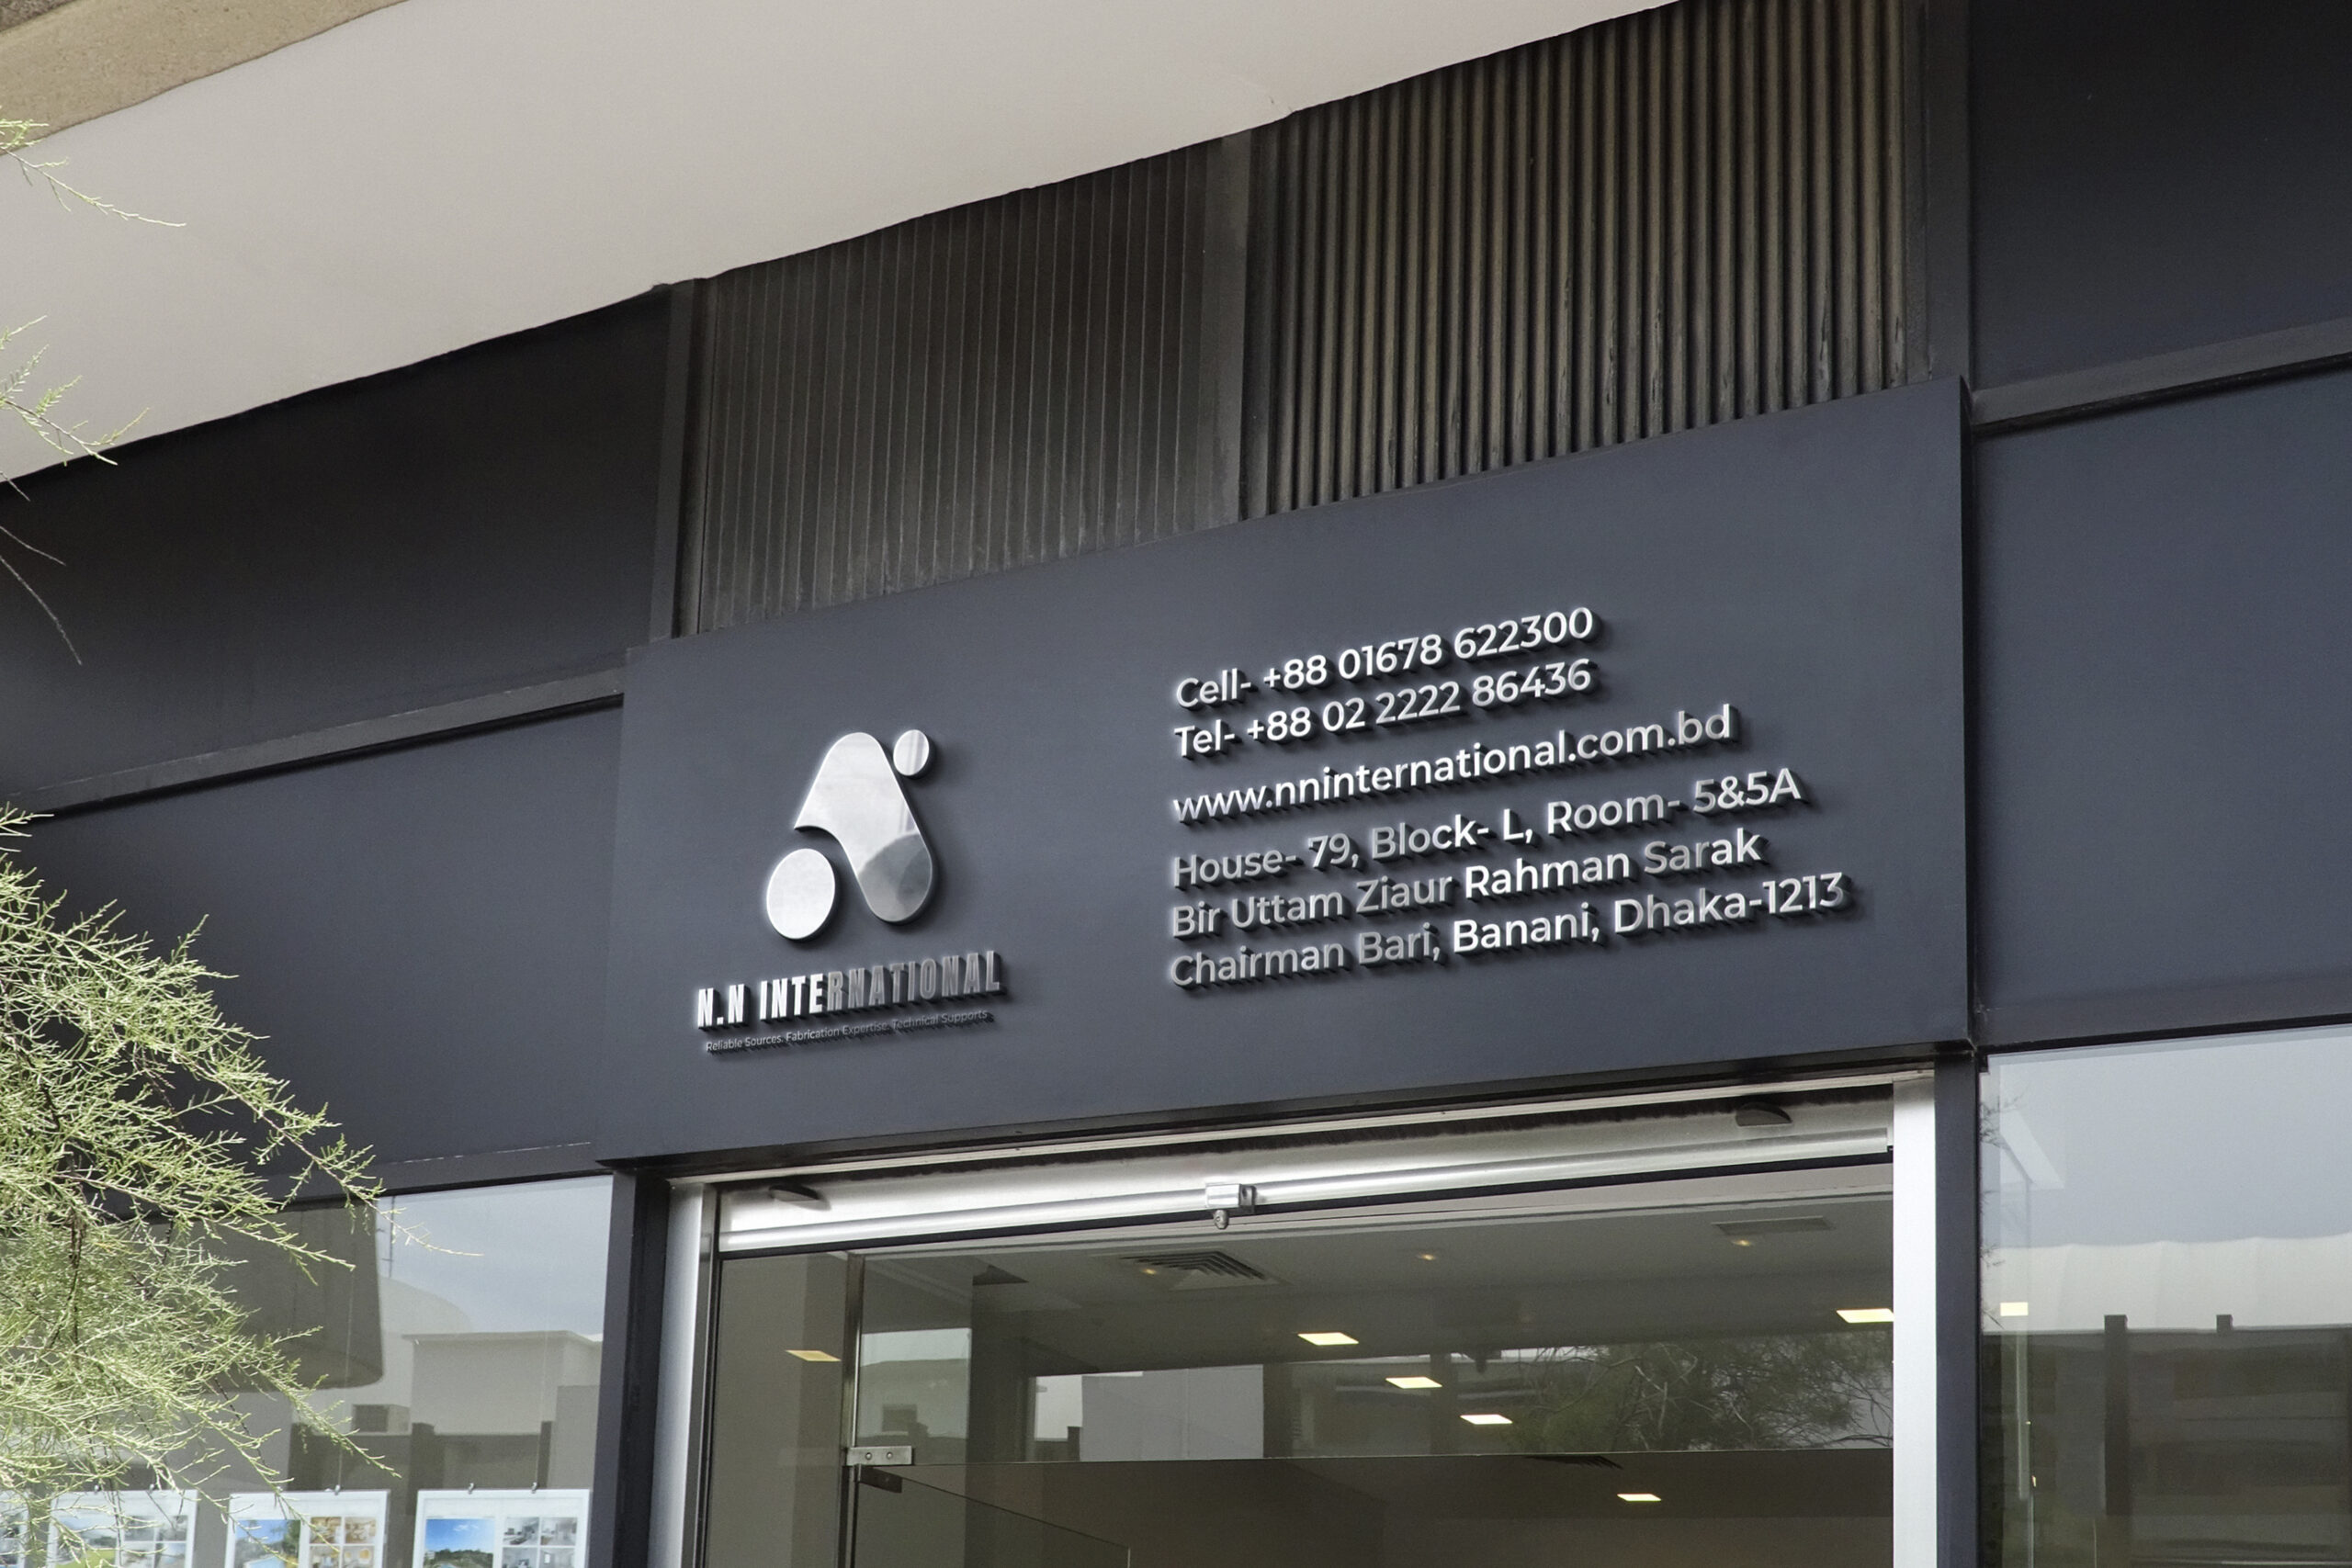 N.N INTERNATIONAL
Reliable Sources. Fabrication Expertise. Technical Supports
Cell- +88 01678 622300
Tel- +88 02 2222 86436
www.nninternational.com.bd
House- 79, Block- L, Room- 5&5A
Bir Uttam Ziaur Rahman Sarak
Chairman Bari, Banani, Dhaka-1213